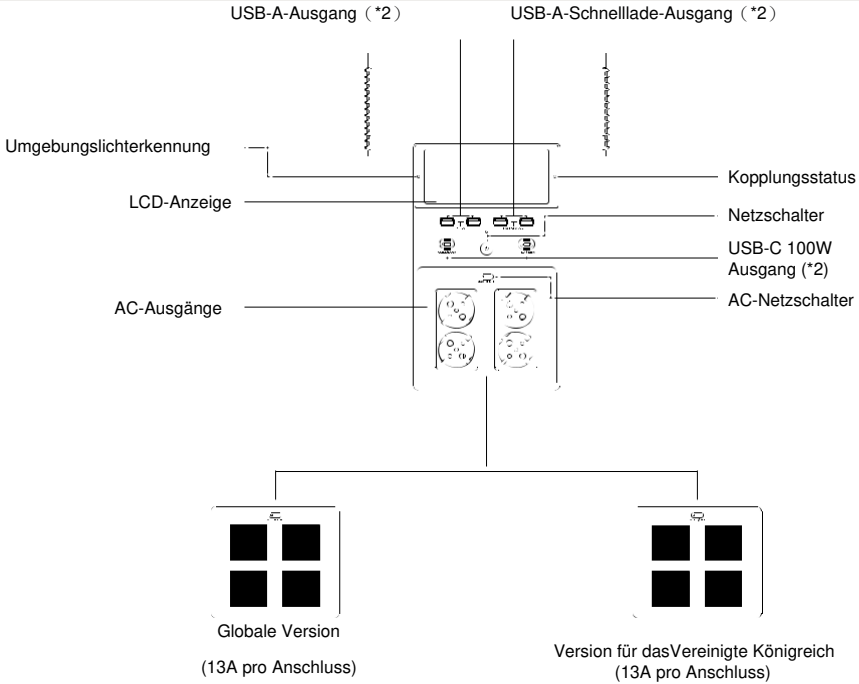 USB-A-Ausgang（*2）
USB-A-Schnelllade-Ausgang（*2）
Umgebungslichterkennung
LCD-Anzeige
Kopplungsstatus
Netzschalter
USB-C 100W
Ausgang (*2)
AC-Ausgänge
AC-Netzschalter
Globale Version
(13A pro Anschluss)
Version für dasVereinigte Königreich
(13A pro Anschluss)